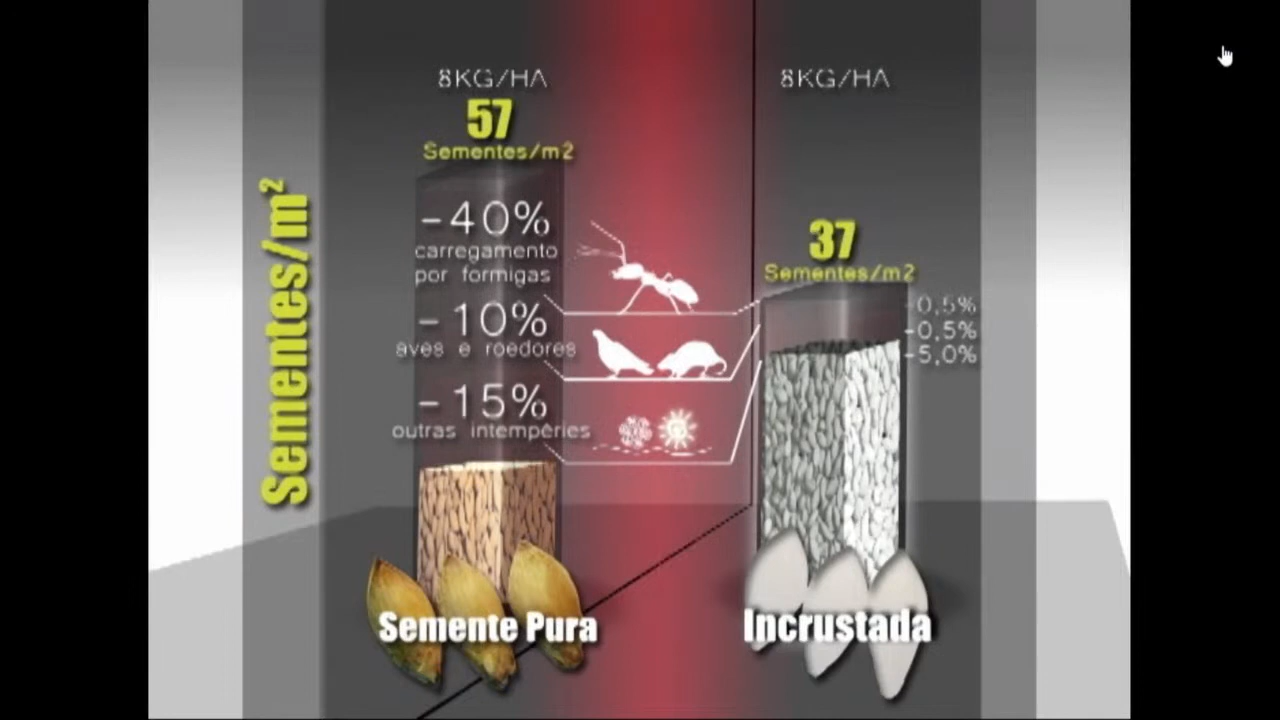 Sementes/m²
8KG/HA
57
Sementes/m2
-40%
carregamento
por formigas
-10%
aves e roedores
-15%
outras intempéries
Semente Pura
8KG/HA
37
Sementes/m2
-0,5%
-0,5%
-5,0%
Incrustada